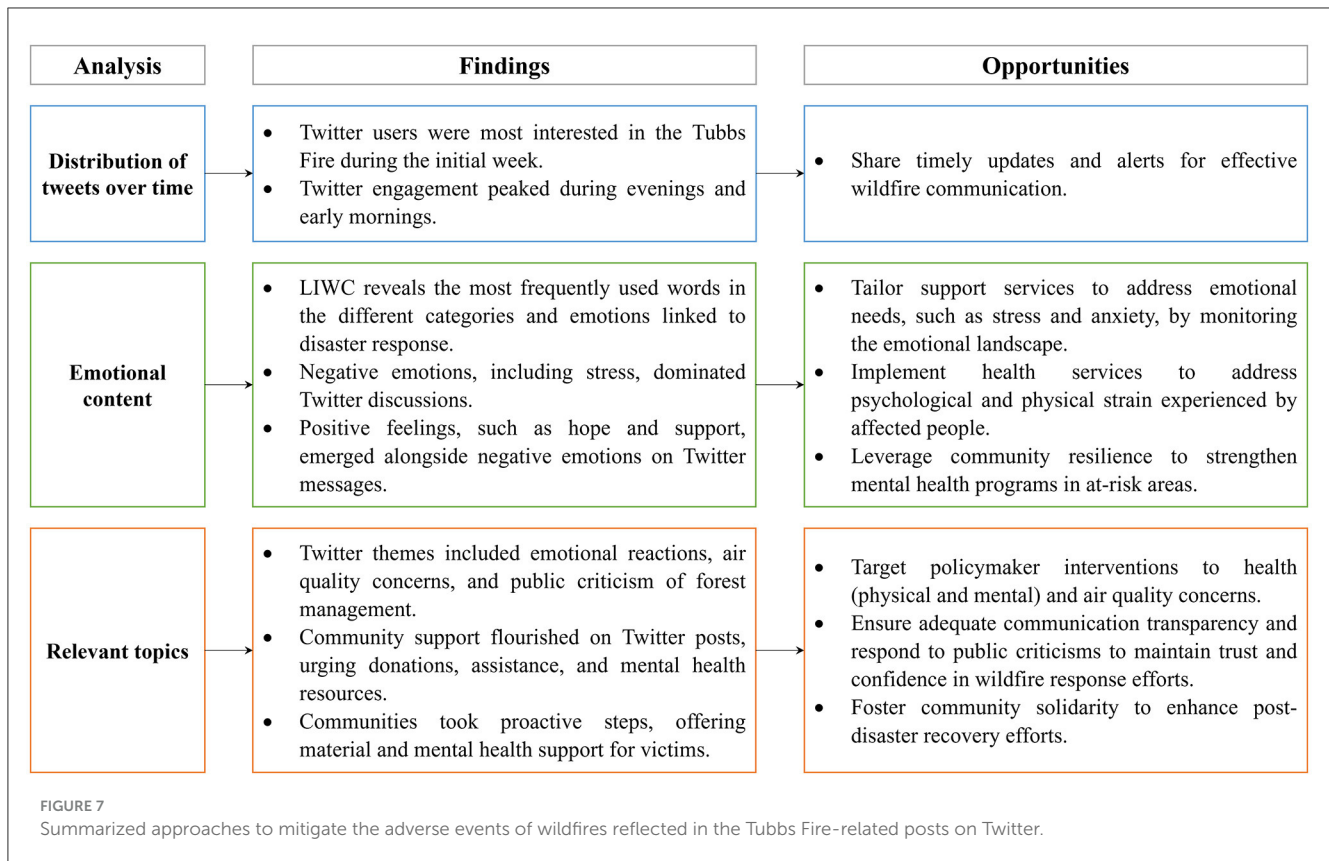 Analysis
Findings
Opportunities
Distribution of
tweets over time
• Twitter users were most interested in the Tubbs
Fire during the initial week.
• Twitter engagement peaked during evenings and
early mornings.
• Share timely updates and alerts for effective
wildfire communication.
Emotional
content
• LIWC reveals the most frequently used words in
the different categories and emotions linked to
disaster response.
• Negative emotions, including stress, dominated
Twitter discussions.
• Positive feelings, such as hope and support,
emerged alongside negative emotions on Twitter
messages.
• Tailor support services to address emotional
needs, such as stress and anxiety, by monitoring
the emotional landscape.
• Implement health services to address
psychological and physical strain experienced by
affected people.
• Leverage community resilience to strengthen
mental health programs in at-risk areas.
Relevant topics
• Twitter themes included emotional reactions, air
quality concerns, and public criticism of forest
management.
• Community support flourished on Twitter posts,
urging donations, assistance, and mental health
resources.
• Communities took proactive steps, offering
material and mental health support for victims.
• Target policymaker interventions to health
(physical and mental) and air quality concerns.
• Ensure adequate communication transparency and
respond to public criticisms to maintain trust and
confidence in wildfire response efforts.
• Foster community solidarity to enhance post-
disaster recovery efforts.
FIGURE 7
Summarized approaches to mitigate the adverse events of wildfires reflected in the Tubbs Fire-related posts on Twitter.